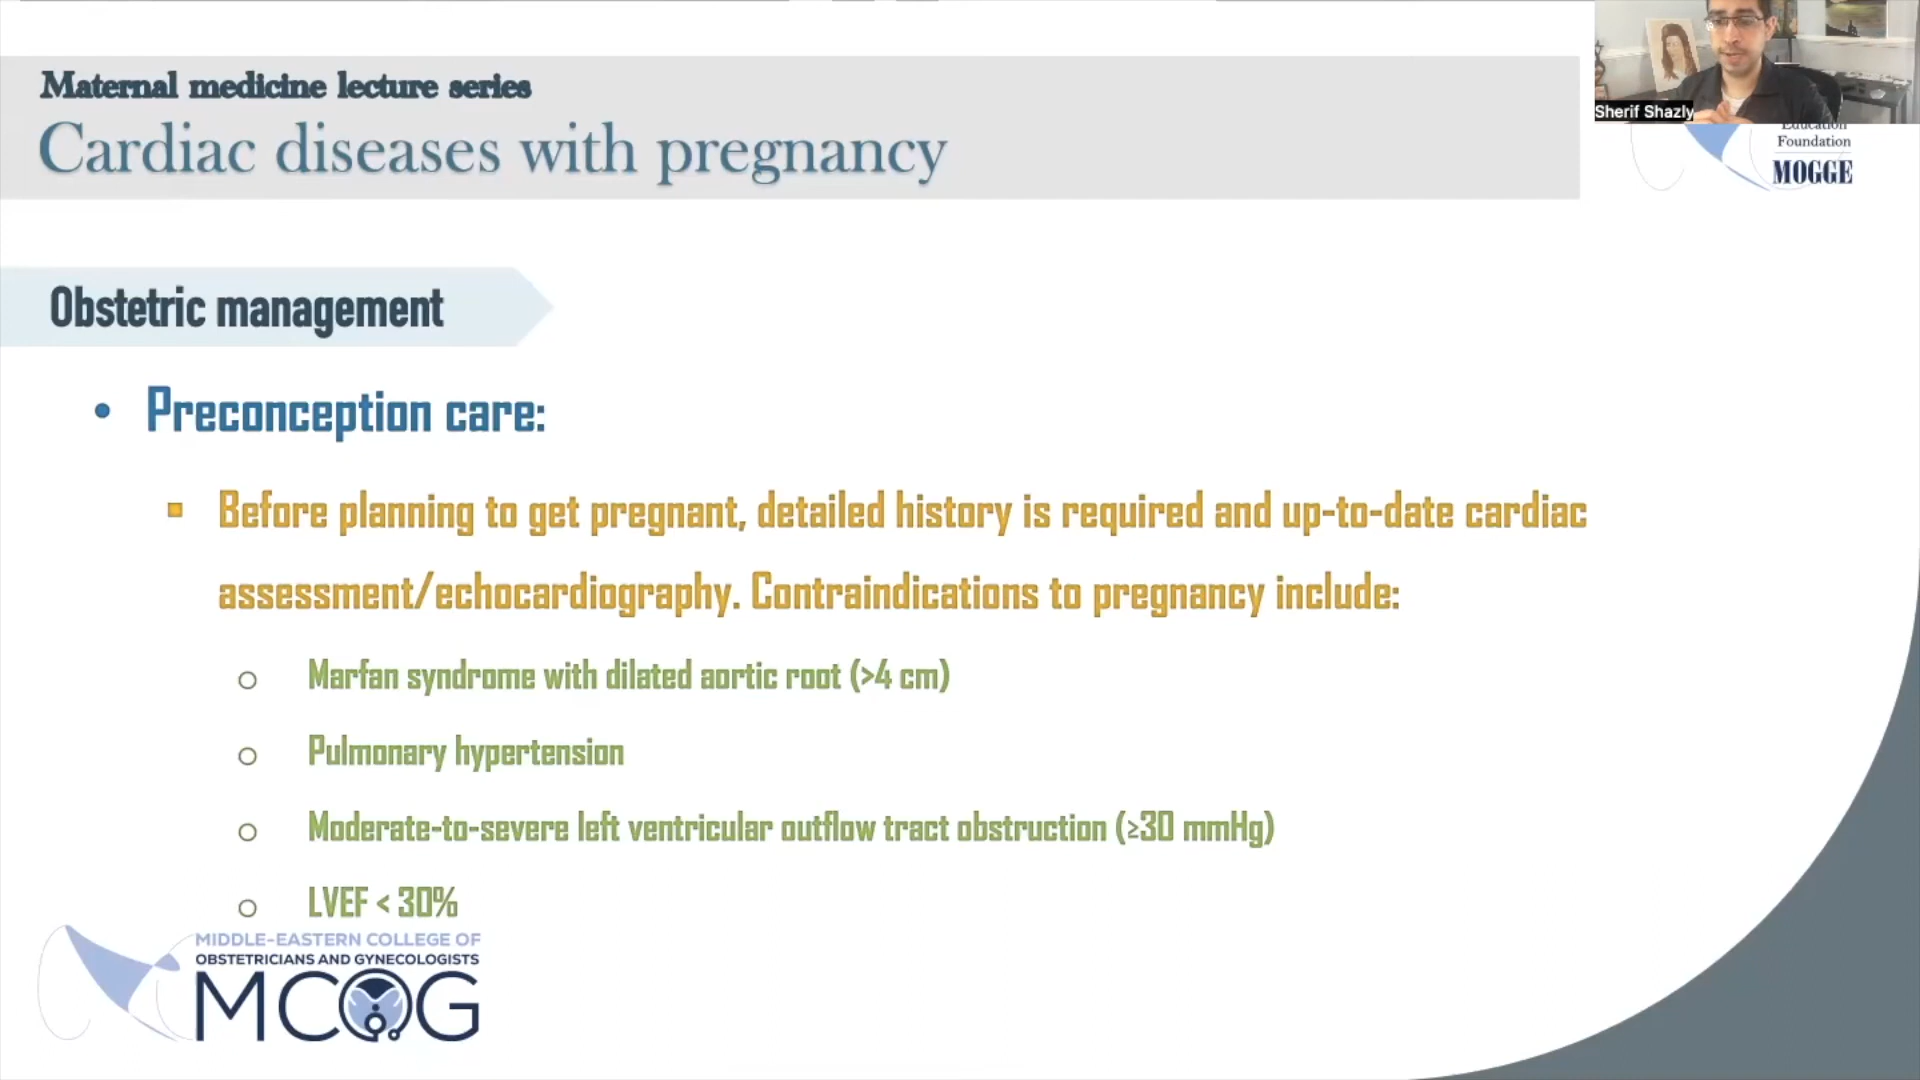 Maternal medicine lecture series
Cardiac diseases with pregnancy
Sherif Shazly
Education
Foundation
MOGGE
Obstetric management
• Preconception care:
Before planning to get pregnant, detailed history is required and up-to-date cardiac
assessment/echocardiography. Contraindications to pregnancy include:
Marfan syndrome with dilated aortic root (>4 cm)
Pulmonary hypertension
Moderate-to-severe left ventricular outflow tract obstruction (≥30 mmHg)
LVEF < 30%
MIDDLE-EASTERN COLLEGE OF
OBSTETRICIANS AND GYNECOLOGISTS
MCOG